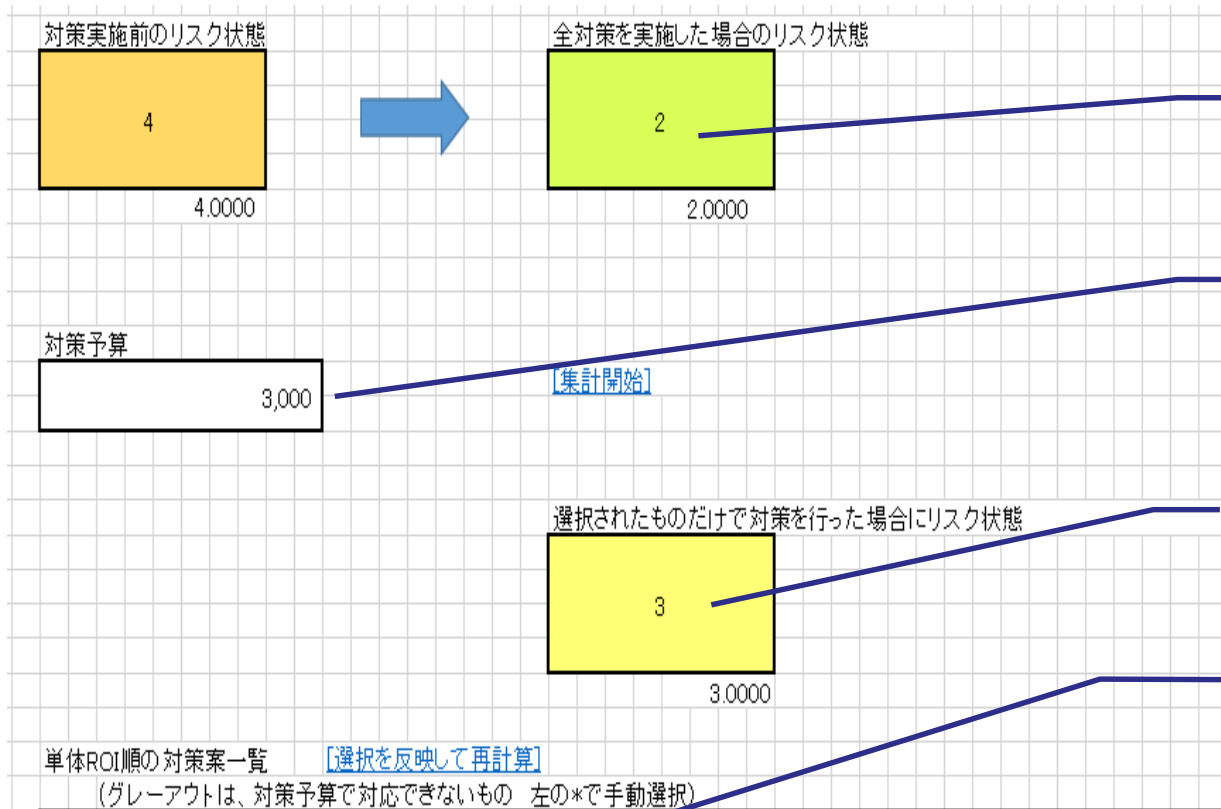 対策実施前のリスク状態
全対策を実施した場合のリスク状態
4
2
4.0000
2.0000
対策予算
3,000
[集計開始]
選択されたものだけで対策を行った場合にリスク状態
3
3.0000
単体ROI順の対策案一覧 [選択を反映して再計算]
(グレーアウトは、対策予算で対応できないもの 左の*で手動選択)